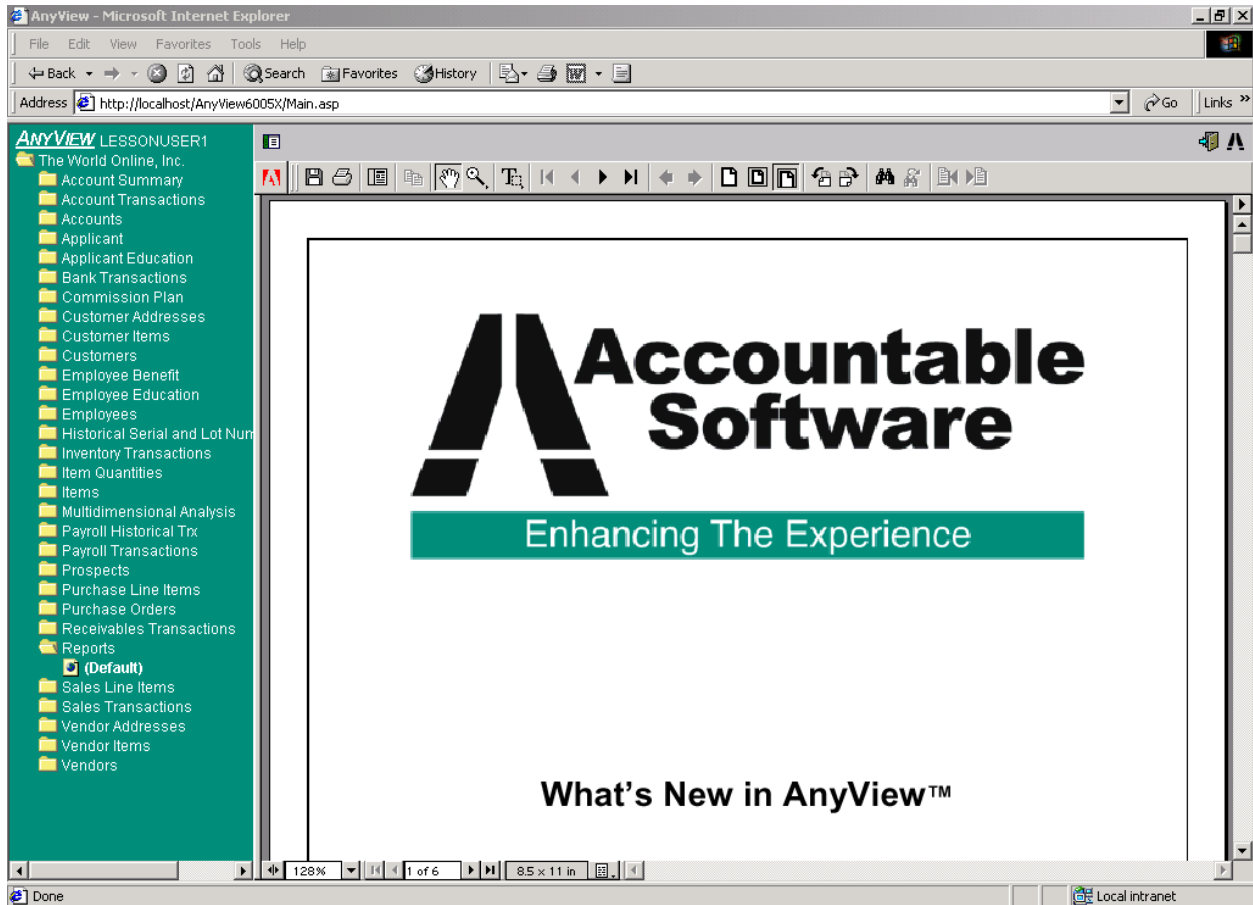 AnyView - Microsoft Internet Explorer
File Edit View Favorites Tools Help
Back Search Favorites History
Address http://localhost/AnyView6005X/Main.asp Go Links »
ANYVIEW LESSONUSER1
The World Online, Inc.
Account Summary
Account Transactions
Accounts
Applicant
Applicant Education
Bank Transactions
Commission Plan
Customer Addresses
Customer Items
Customers
Employee Benefit
Employee Education
Employees
Historical Serial and Lot Num
Inventory Transactions
Item Quantities
Items
Multidimensional Analysis
Payroll Historical Trx
Payroll Transactions
Prospects
Purchase Line Items
Purchase Orders
Receivables Transactions
Reports
(Default)
Sales Line Items
Sales Transactions
Vendor Addresses
Vendor Items
Vendors
Accountable
Software
Enhancing The Experience
What's New in AnyView™
128% 1 of 6 8.5 x 11 in
Done Local intranet